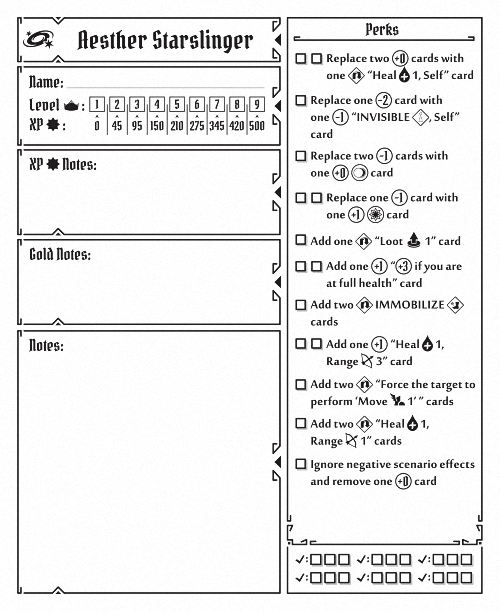 Aesther Starslinger
Name:
Level : 1 2 3 4 5 6 7 8 9
XP : 0 45 95 150 210 275 345 420 500
XP Notes:
Gold Notes:
Notes:
Perks
Replace two +0 cards with
one "Heal 1, Self" card
Replace one -2 card with
one -1 "INVISIBLE , Self"
card
Replace two -1 cards with
one +0 card
Replace one -1 card with
one +1 card
Add one "Loot 1" card
Add one +1 "+3 if you are
at full health" card
Add two IMMOBILIZE
cards
Add one +1 "Heal 1,
Range 3" card
Add two "Force the target to
perform 'Move 1' " cards
Add two "Heal 1,
Range 1" cards
Ignore negative scenario effects
and remove one +0 card
✓: ✓: ✓:
✓: ✓: ✓: